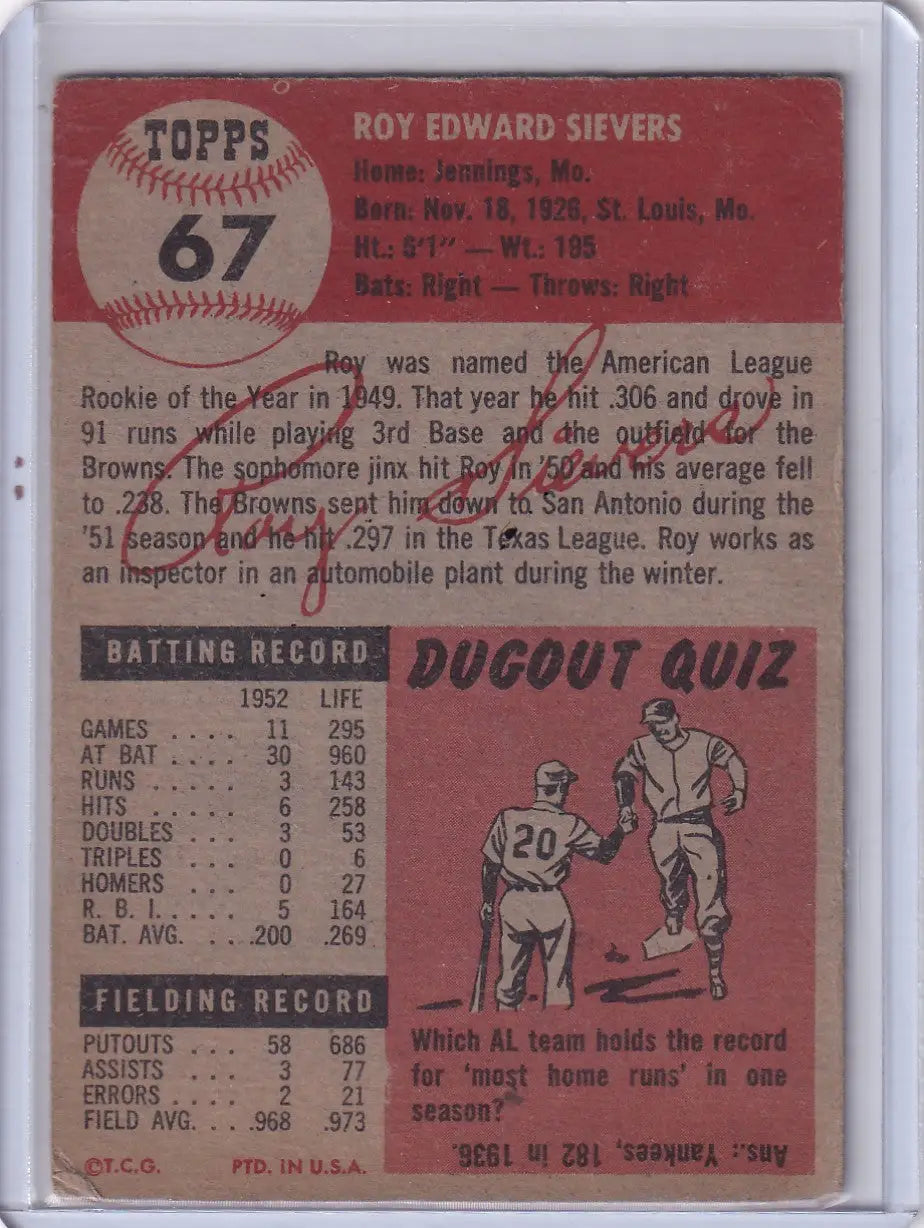 TOPPS
67
ROY EDWARD SIEVERS
Home: Jennings, Mo.
Born: Nov. 18, 1926, St. Louis, Mo.
Ht.: 6'1" — Wt.: 195
Bats: Right — Throws: Right
Roy was named the American League
Rookie of the Year in 1949. That year he hit .306 and drove in
91 runs while playing 3rd Base and the outfield for the
Browns. The sophomore jinx hit Roy in '50 and his average fell
to .238. The Browns sent him down to San Antonio during the
'51 season and he hit .297 in the Texas League. Roy works as
an inspector in an automobile plant during the winter.
Roy Sievers
BATTING RECORD
1952 LIFE
GAMES . . . . 11 295
AT BAT . . . . 30 960
RUNS . . . . . 3 143
HITS . . . . . 6 258
DOUBLES . . . 3 53
TRIPLES . . . 0 6
HOMERS . . . 0 27
R. B. I. . . . . 5 164
BAT. AVG. . . .200 .269
FIELDING RECORD
PUTOUTS . . . 58 686
ASSISTS . . . 3 77
ERRORS . . . . 2 21
FIELD AVG. . . .968 .973
©T.C.G. PTD. IN U.S.A.
DUGOUT QUIZ
20
Which AL team holds the record
for 'most home runs' in one
season?
Ans.: Yankees, 182 in 1936.